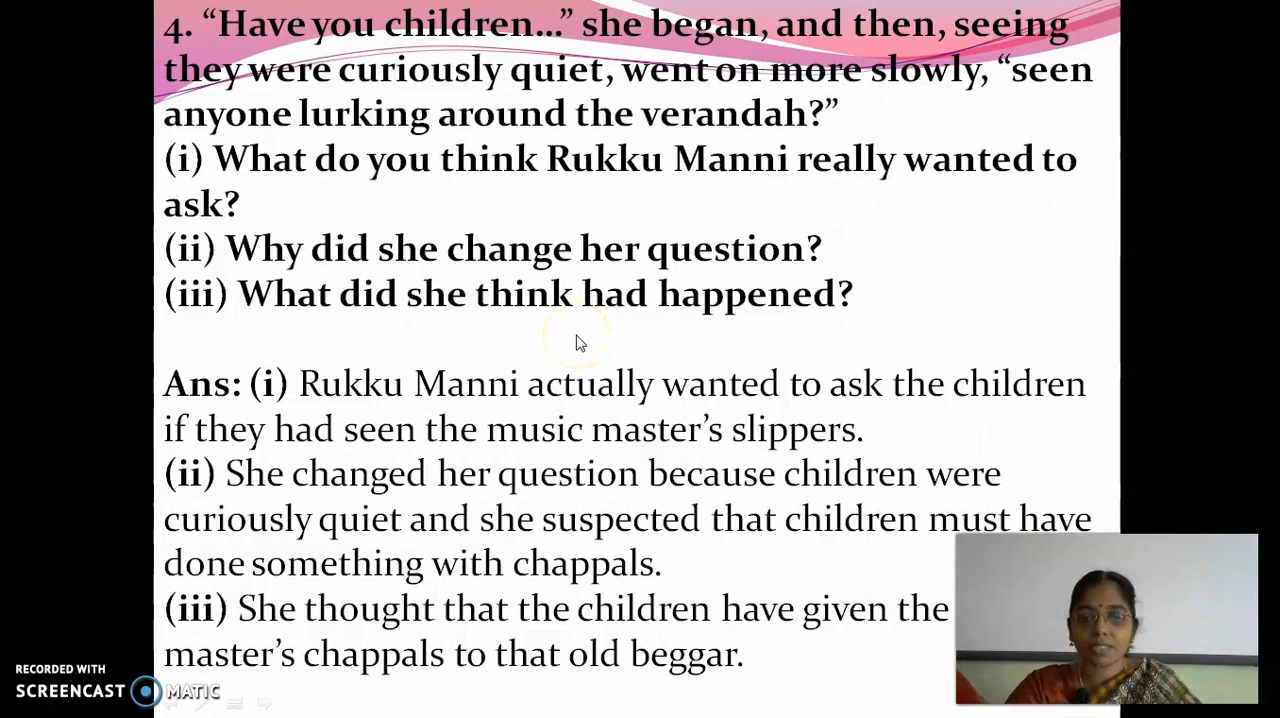 4. “Have you children...” she began, and then, seeing
they were curiously quiet, went on more slowly, “seen
anyone lurking around the verandah?”
(i) What do you think Rukku Manni really wanted to
ask?
(ii) Why did she change her question?
(iii) What did she think had happened?
Ans: (i) Rukku Manni actually wanted to ask the children
if they had seen the music master’s slippers.
(ii) She changed her question because children were
curiously quiet and she suspected that children must have
done something with chappals.
(iii) She thought that the children have given the
master’s chappals to that old beggar.
RECORDED WITH
SCREENCAST MATIC